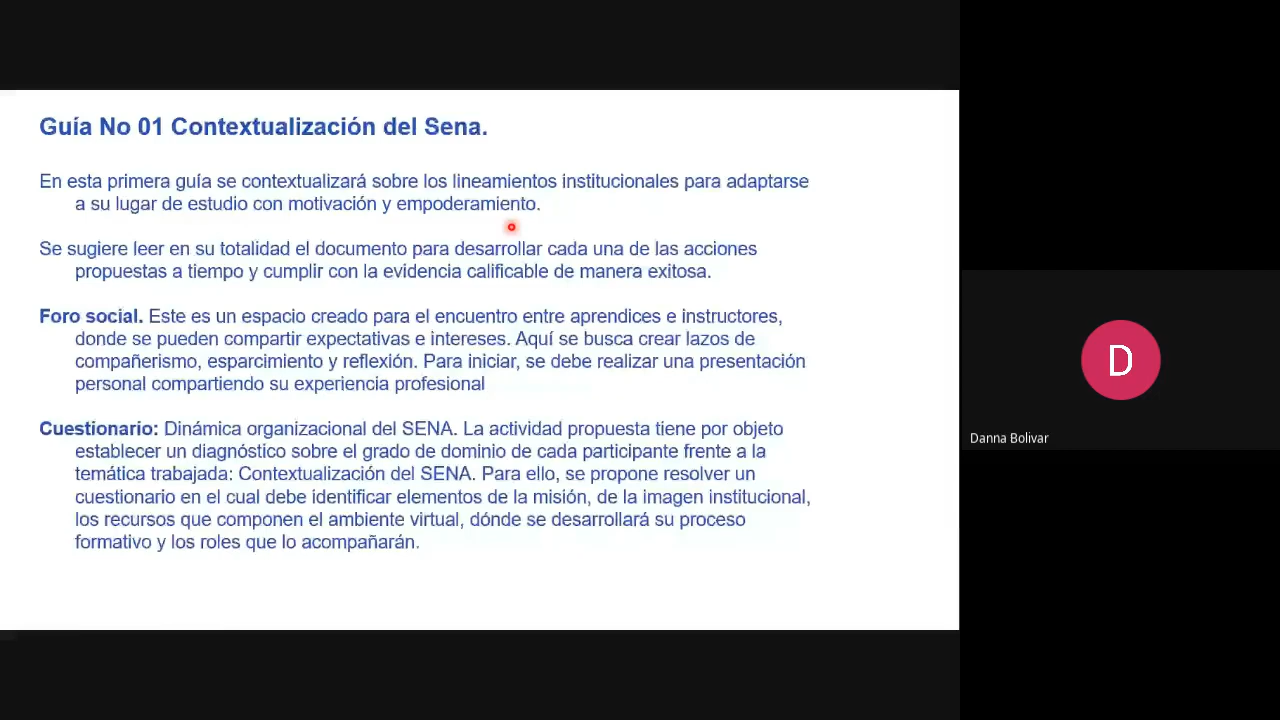 Guía No 01 Contextualización del Sena.
En esta primera guía se contextualizará sobre los lineamientos institucionales para adaptarse
a su lugar de estudio con motivación y empoderamiento.
Se sugiere leer en su totalidad el documento para desarrollar cada una de las acciones
propuestas a tiempo y cumplir con la evidencia calificable de manera exitosa.
Foro social. Este es un espacio creado para el encuentro entre aprendices e instructores,
donde se pueden compartir expectativas e intereses. Aquí se busca crear lazos de
compañerismo, esparcimiento y reflexión. Para iniciar, se debe realizar una presentación
personal compartiendo su experiencia profesional
Cuestionario: Dinámica organizacional del SENA. La actividad propuesta tiene por objeto
establecer un diagnóstico sobre el grado de dominio de cada participante frente a la
temática trabajada: Contextualización del SENA. Para ello, se propone resolver un
cuestionario en el cual debe identificar elementos de la misión, de la imagen institucional,
los recursos que componen el ambiente virtual, dónde se desarrollará su proceso
formativo y los roles que lo acompañarán.
D
Danna Bolivar